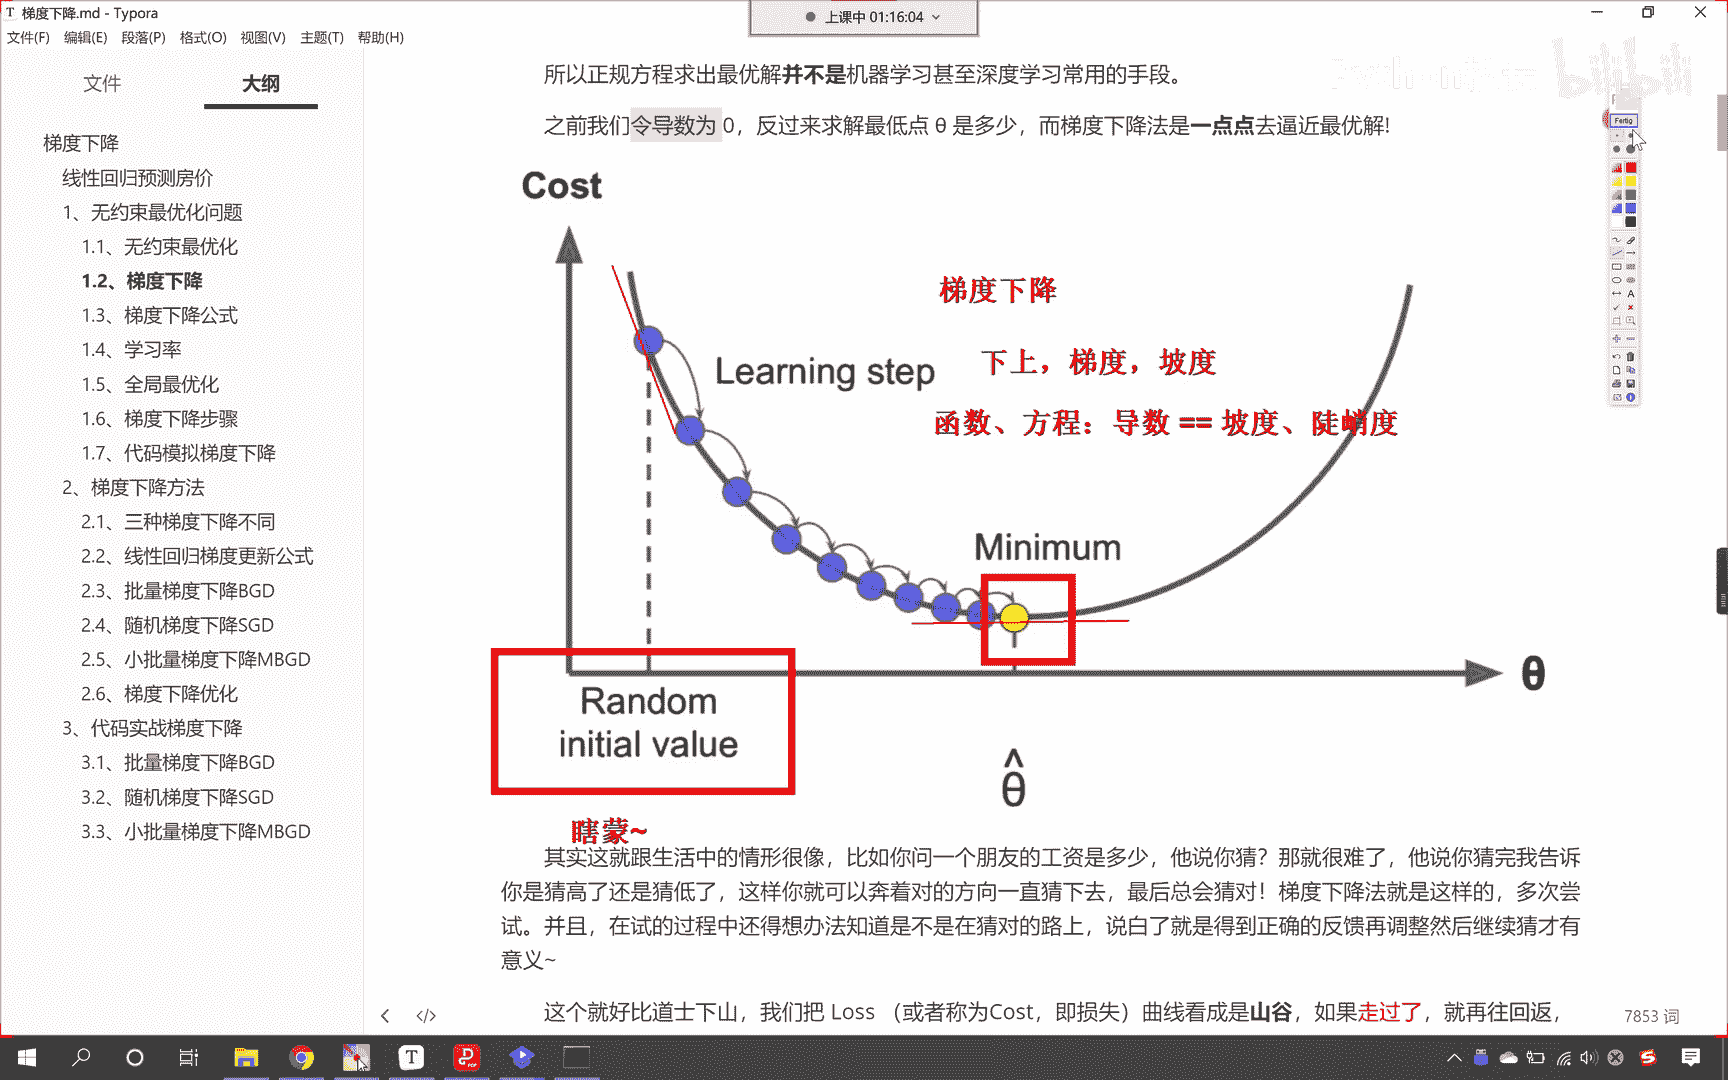 梯度下降.md - Typora
上课中 01:16:04
文件(F) 编辑(E) 段落(P) 格式(O) 视图(V) 主题(T) 帮助(H)
文件 大纲
梯度下降
线性回归预测房价
1、无约束最优化问题
1.1、无约束最优化
1.2、梯度下降
1.3、梯度下降公式
1.4、学习率
1.5、全局最优化
1.6、梯度下降步骤
1.7、代码模拟梯度下降
2、梯度下降方法
2.1、三种梯度下降不同
2.2、线性回归梯度更新公式
2.3、批量梯度下降BGD
2.4、随机梯度下降SGD
2.5、小批量梯度下降MBGD
2.6、梯度下降优化
3、代码实战梯度下降
3.1、批量梯度下降BGD
3.2、随机梯度下降SGD
3.3、小批量梯度下降MBGD
所以正规方程求出最优解并不是机器学习甚至深度学习常用的手段。
之前我们令导数为 0，反过来求解最低点 θ 是多少，而梯度下降法是一点点去逼近最优解!
Cost
梯度下降
Learning step
下上，梯度，坡度
函数、方程：导数 == 坡度、陡峭度
Minimum
θ
Random
initial value
θ̂
瞎蒙~
其实这就跟生活中的情形很像，比如你问一个朋友的工资是多少，他说你猜？那就很难了，他说你猜完我告诉
你是猜高了还是猜低了，这样你就可以奔着对的方向一直猜下去，最后总会猜对！梯度下降法就是这样的，多次尝
试。并且，在试的过程中还得想办法知道是不是在猜对的路上，说白了就是得到正确的反馈再调整然后继续猜才有
意义~
这个就好比道士下山，我们把 Loss （或者称为Cost，即损失）曲线看成是山谷，如果走过了，就再往回返，
7853 词
Fertig
bilibili